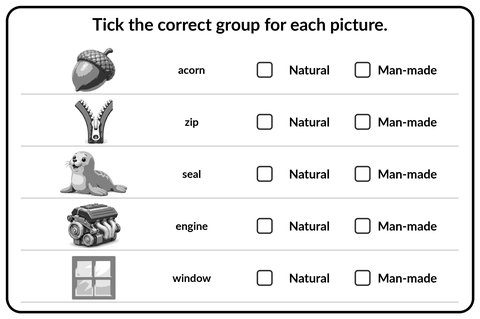 Tick the correct group for each picture.
acorn Natural Man-made
zip Natural Man-made
seal Natural Man-made
engine Natural Man-made
window Natural Man-made